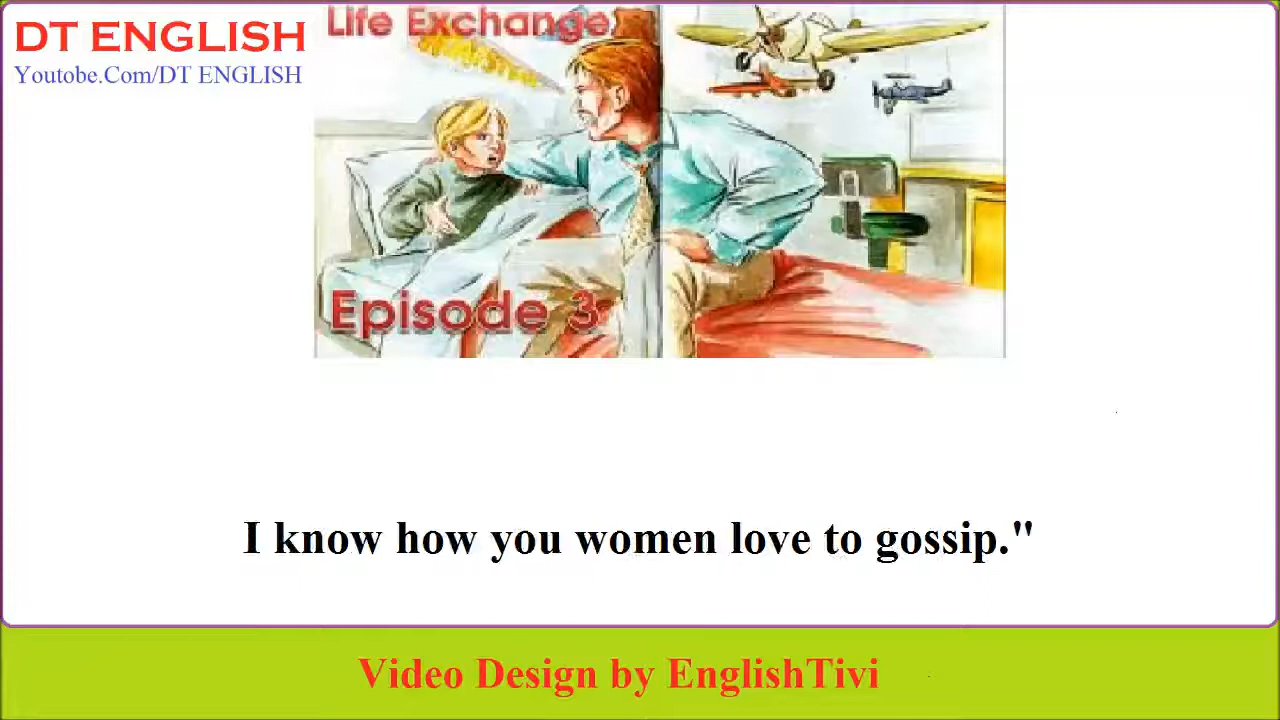 DT ENGLISH
Youtobe.Com/DT ENGLISH
Life Exchange
Episode 3
I know how you women love to gossip."
Video Design by EnglishTivi